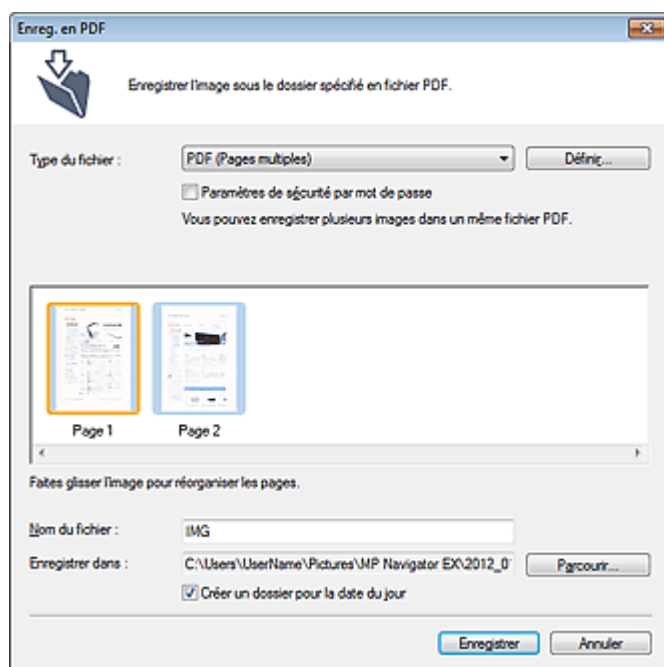 Enreg. en PDF
Enregistrer l'image sous le dossier spécifié en fichier PDF.
Type du fichier :
PDF (Pages multiples)
Définir...
Paramètres de sécurité par mot de passe
Vous pouvez enregistrer plusieurs images dans un même fichier PDF.
Page 1
Page 2
Faites glisser l'image pour réorganiser les pages.
Nom du fichier :
IMG
Enregistrer dans :
C:\Users\UserName\Pictures\MP Navigator EX\2012_0
Parcourir...
Créer un dossier pour la date du jour
Enregistrer
Annuler